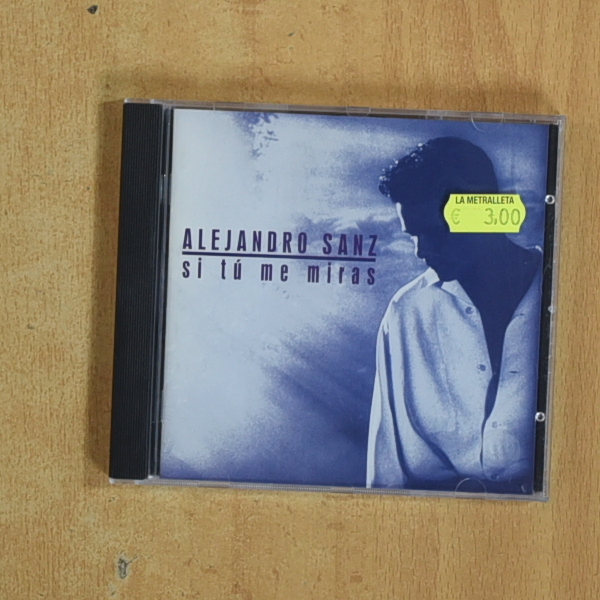 LA METRALLETA
€ 3,00
ALEJANDRO SANZ
si tú me miras